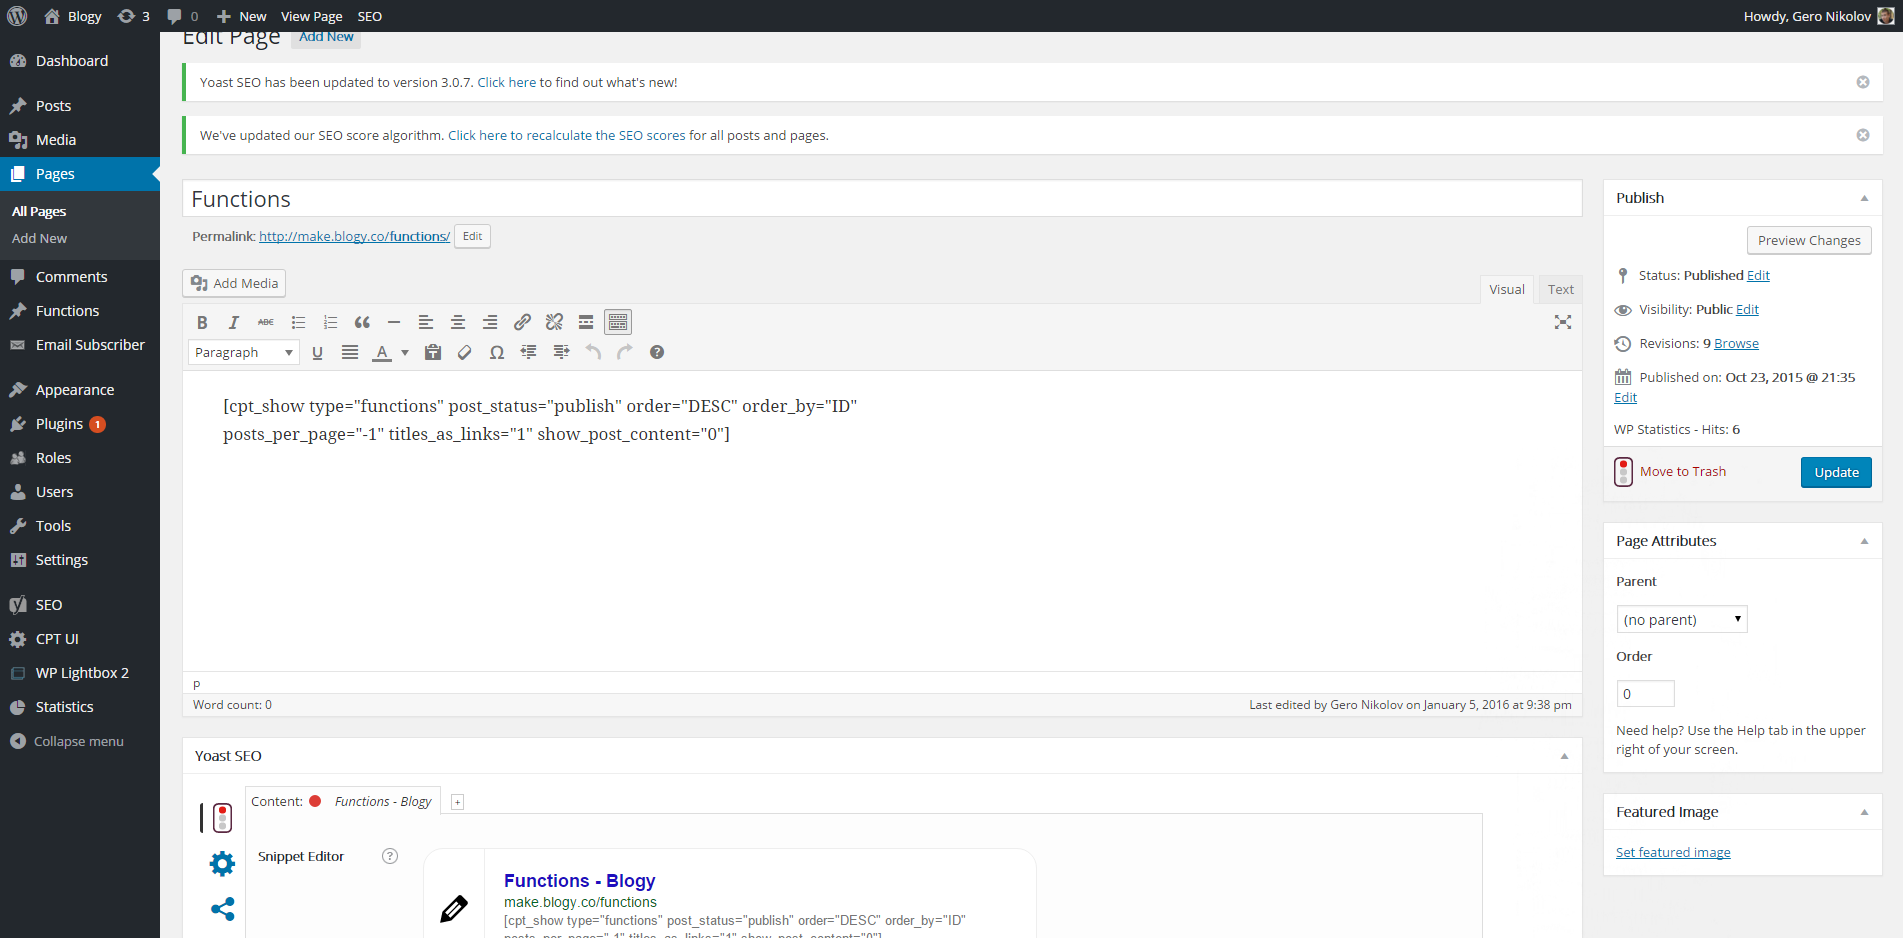 Blogy 3 0 New View Page SEO Howdy, Gero Nikolov
Edit Page Add New
Dashboard
Posts
Media
Pages
All Pages
Add New
Comments
Functions
Email Subscriber
Appearance
Plugins 1
Roles
Users
Tools
Settings
SEO
CPT UI
WP Lightbox 2
Statistics
Collapse menu
Yoast SEO has been updated to version 3.0.7. Click here to find out what's new!
We've updated our SEO score algorithm. Click here to recalculate the SEO scores for all posts and pages.
Functions
Permalink: http://make.blogy.co/functions/ Edit
Add Media
Visual Text
B I ABC
Paragraph U A Ω ?
[cpt_show type="functions" post_status="publish" order="DESC" order_by="ID"
posts_per_page="-1" titles_as_links="1" show_post_content="0"]
p
Word count: 0 Last edited by Gero Nikolov on January 5, 2016 at 9:38 pm
Yoast SEO
Content: Functions - Blogy +
Snippet Editor ?
Functions - Blogy
make.blogy.co/functions
[cpt_show type="functions" post_status="publish" order="DESC" order_by="ID"
posts_per_page="-1" titles_as_links="1" show_post_content="0"]
Publish
Preview Changes
Status: Published Edit
Visibility: Public Edit
Revisions: 9 Browse
Published on: Oct 23, 2015 @ 21:35
Edit
WP Statistics - Hits: 6
Move to Trash Update
Page Attributes
Parent
(no parent)
Order
0
Need help? Use the Help tab in the upper
right of your screen.
Featured Image
Set featured image